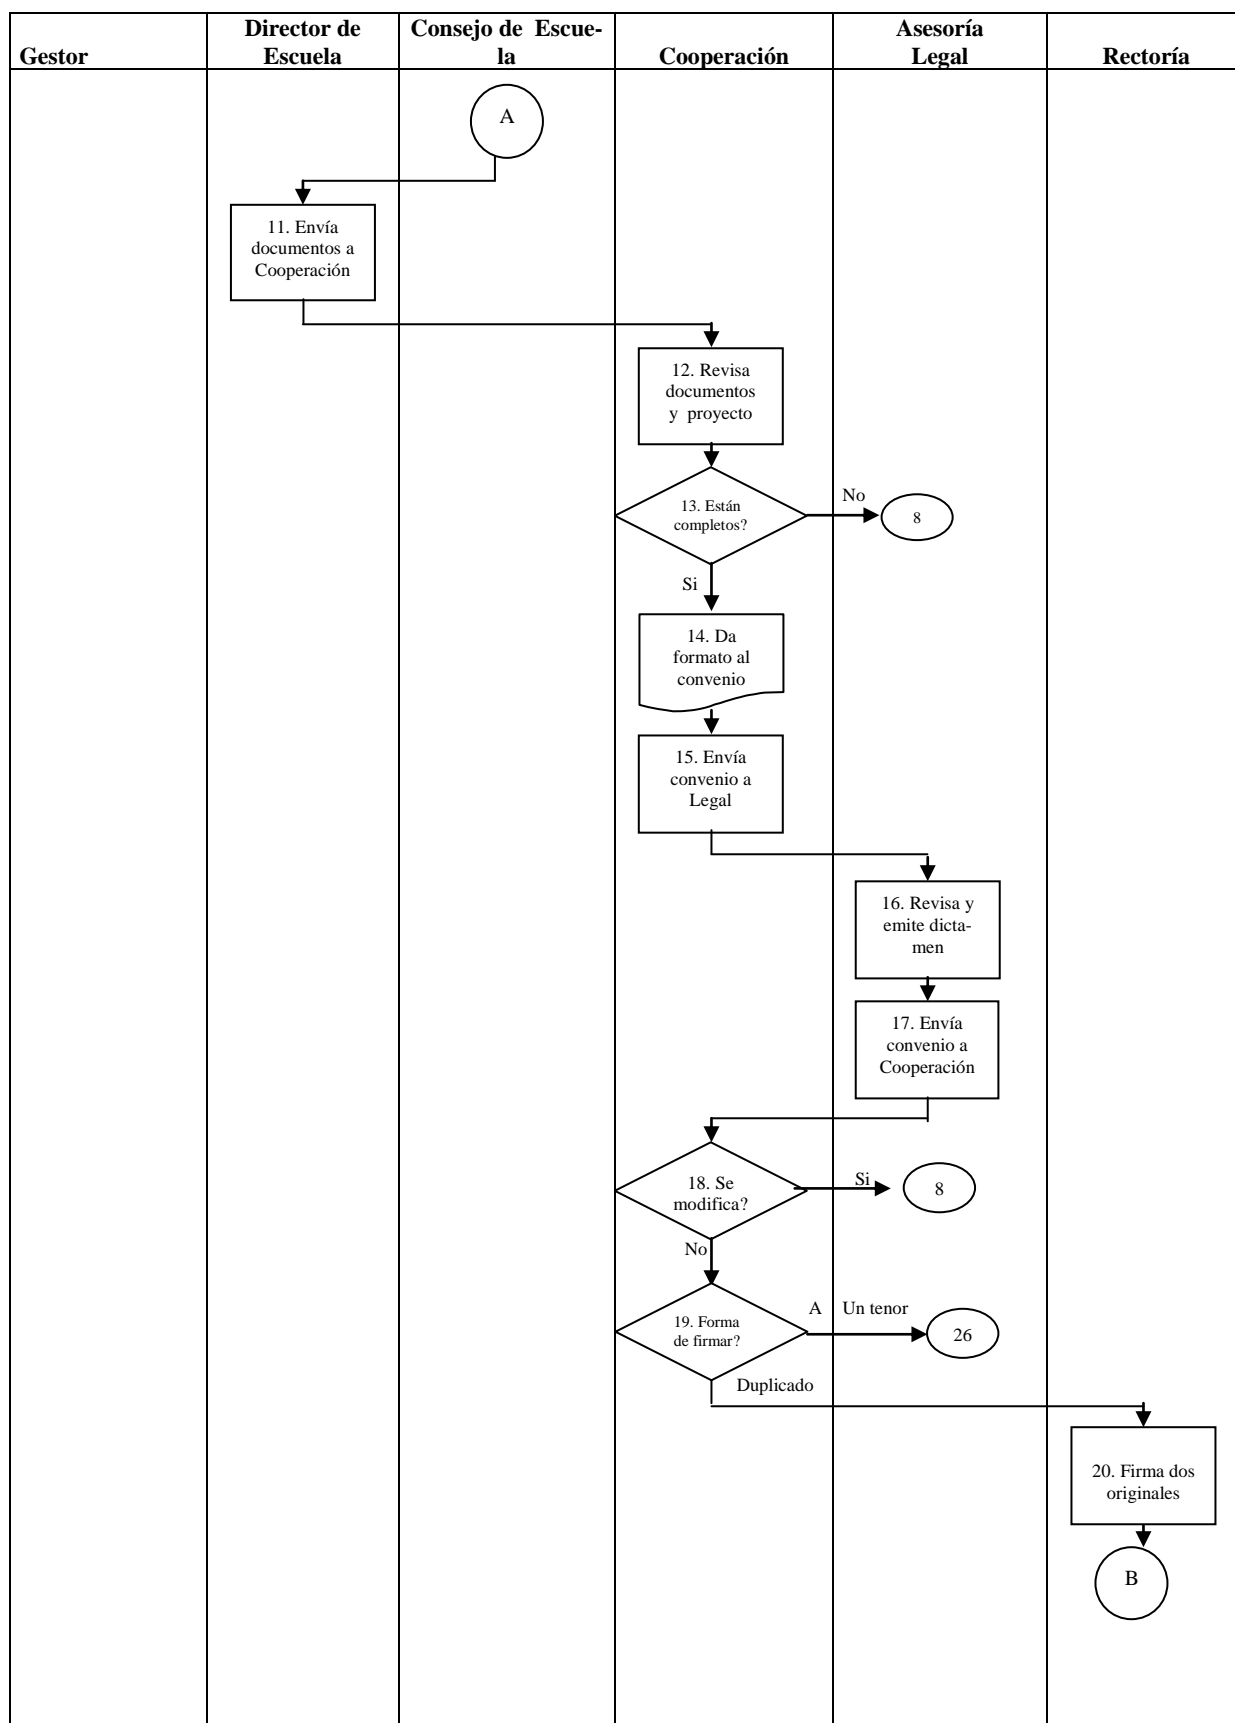 Gestor
Director de
Escuela
Consejo de Escue-
la
Cooperación
Asesoría
Legal
Rectoría
A
11. Envía
documentos a
Cooperación
12. Revisa
documentos
y proyecto
13. Están
completos?
No
8
Si
14. Da
formato al
convenio
15. Envía
convenio a
Legal
16. Revisa y
emite dicta-
men
17. Envía
convenio a
Cooperación
18. Se
modifica?
Si
8
No
19. Forma
de firmar?
A Un tenor
26
Duplicado
20. Firma dos
originales
B